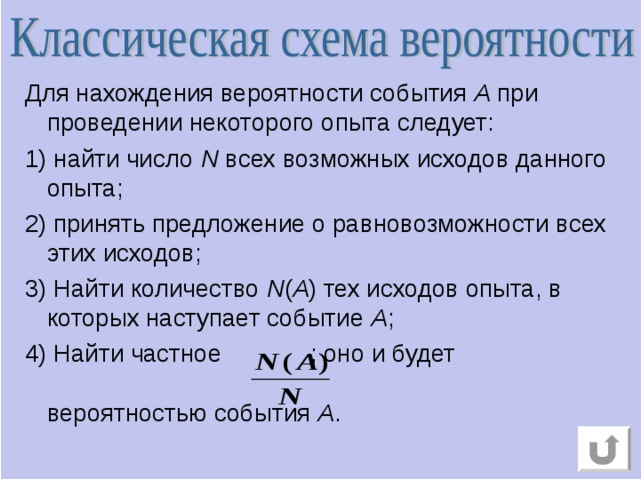 Классическая схема вероятности
Для нахождения вероятности события A при
проведении некоторого опыта следует:
1) найти число N всех возможных исходов данного
опыта;
2) принять предложение о равновозможности всех
этих исходов;
3) Найти количество N(A) тех исходов опыта, в
которых наступает событие A;
4) Найти частное N(A)/N ; оно и будет
вероятностью события A.